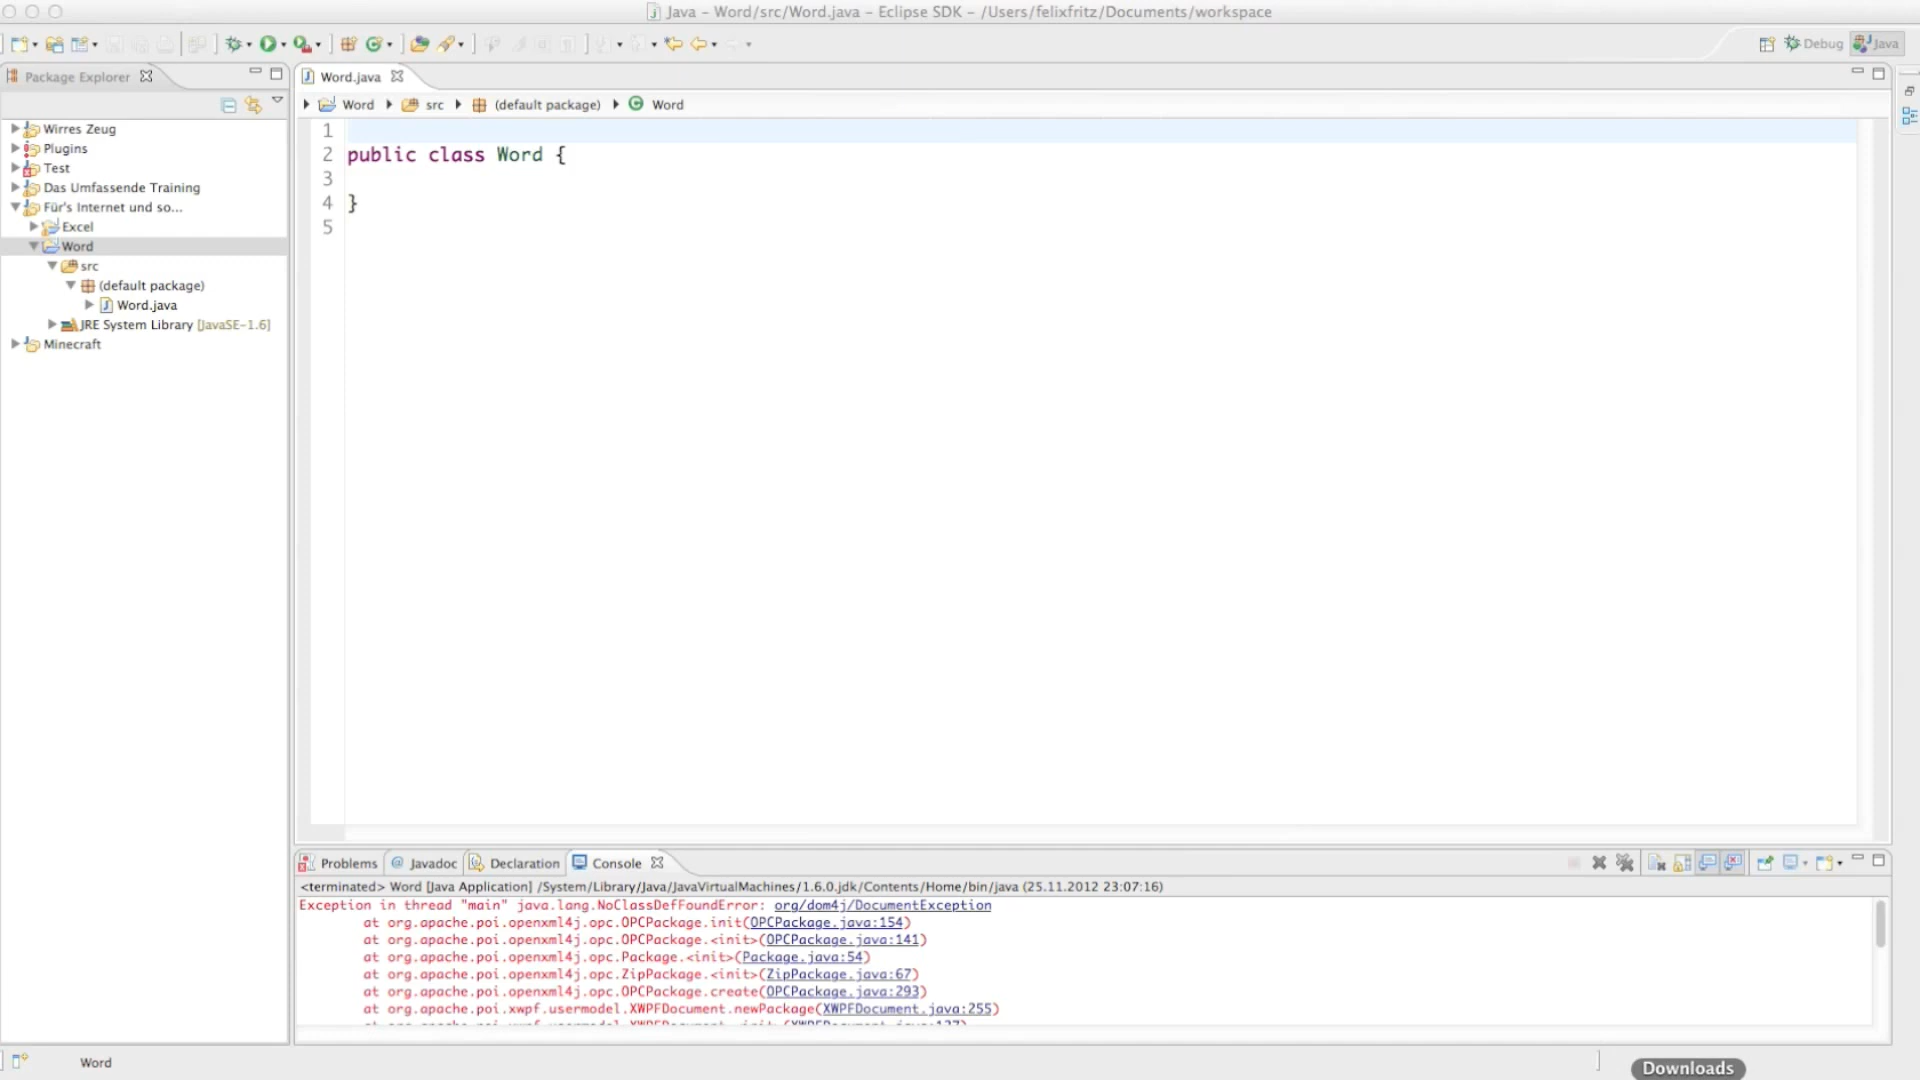 Java – Word/src/Word.java – Eclipse SDK – /Users/felixfritz/Documents/workspace
Debug
Java
Package Explorer
Wirres Zeug
Plugins
Test
Das Umfassende Training
Für's Internet und so...
Excel
Word
src
(default package)
Word.java
JRE System Library [JavaSE-1.6]
Minecraft
Word.java
Word src (default package) Word
1
2 public class Word {
3
4 }
5
Problems @ Javadoc Declaration Console
<terminated> Word [Java Application] /System/Library/Java/JavaVirtualMachines/1.6.0.jdk/Contents/Home/bin/java (25.11.2012 23:07:16)
Exception in thread "main" java.lang.NoClassDefFoundError: org/dom4j/DocumentException
at org.apache.poi.openxml4j.opc.OPCPackage.init(OPCPackage.java:154)
at org.apache.poi.openxml4j.opc.OPCPackage.<init>(OPCPackage.java:141)
at org.apache.poi.openxml4j.opc.Package.<init>(Package.java:54)
at org.apache.poi.openxml4j.opc.ZipPackage.<init>(ZipPackage.java:67)
at org.apache.poi.openxml4j.opc.OPCPackage.create(OPCPackage.java:293)
at org.apache.poi.xwpf.usermodel.XWPFDocument.newPackage(XWPFDocument.java:255)
Word
Downloads